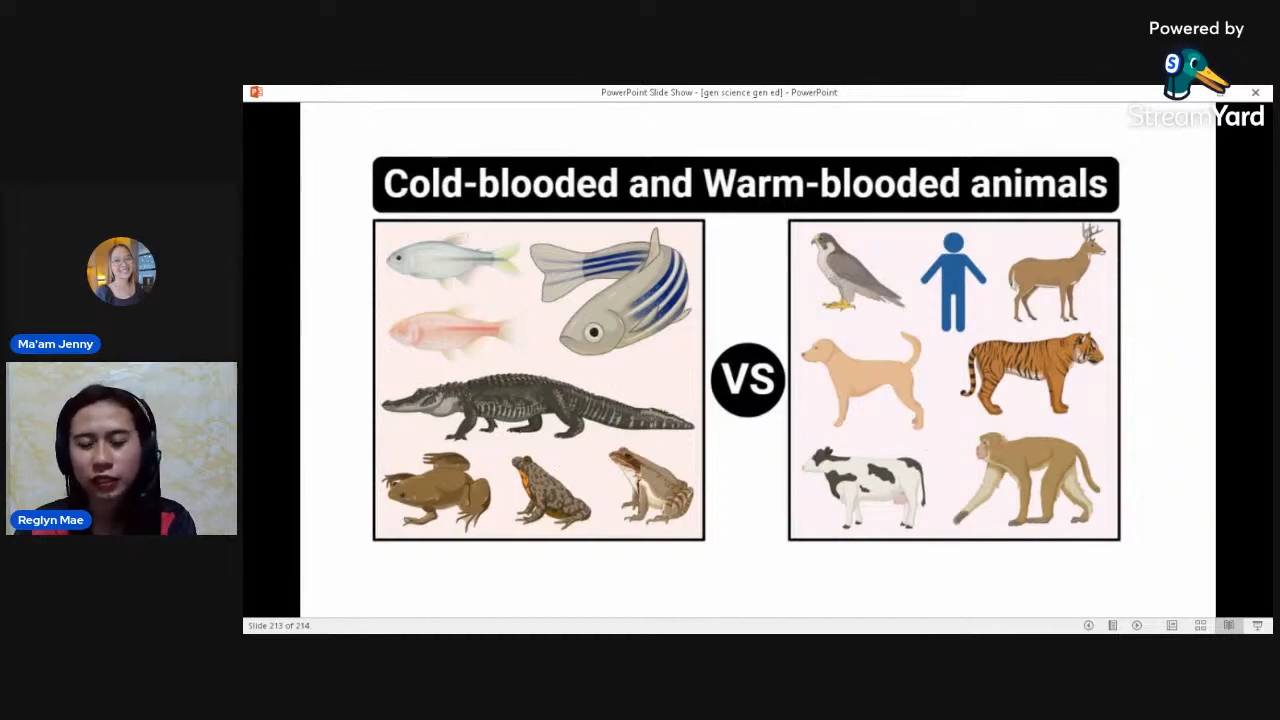 Powered by
S
StreamYard
PowerPoint Slide Show - [gen science gen ed] - PowerPoint
Cold-blooded and Warm-blooded animals
VS
Ma'am Jenny
Reglyn Mae
Slide 213 of 214